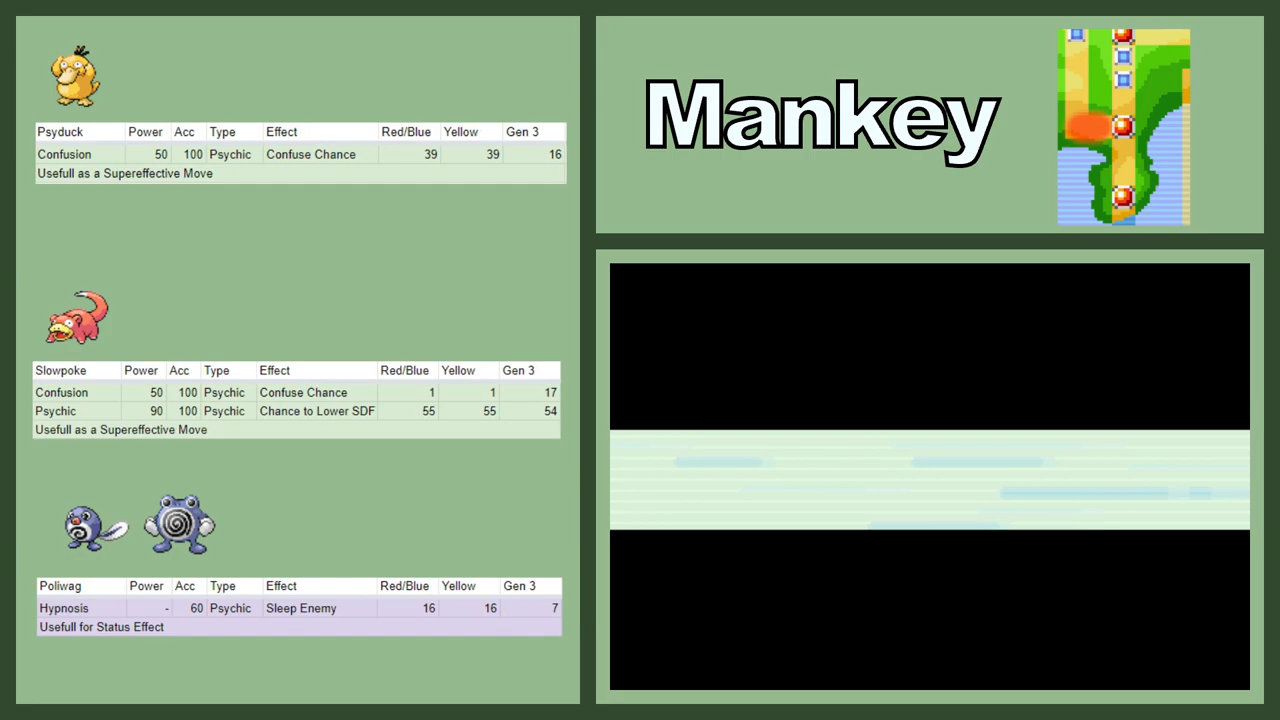 Psyduck Power Acc Type Effect Red/Blue Yellow Gen 3
Confusion 50 100 Psychic Confuse Chance 39 39 16
Usefull as a Supereffective Move
Slowpoke Power Acc Type Effect Red/Blue Yellow Gen 3
Confusion 50 100 Psychic Confuse Chance 1 1 17
Psychic 90 100 Psychic Chance to Lower SDF 55 55 54
Usefull as a Supereffective Move
Poliwag Power Acc Type Effect Red/Blue Yellow Gen 3
Hypnosis - 60 Psychic Sleep Enemy 16 16 7
Usefull for Status Effect
Mankey